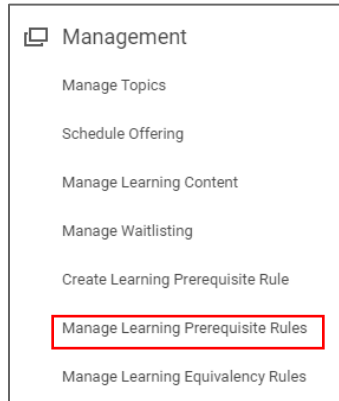 Management
Manage Topics
Schedule Offering
Manage Learning Content
Manage Waitlisting
Create Learning Prerequisite Rule
Manage Learning Prerequisite Rules
Manage Learning Equivalency Rules